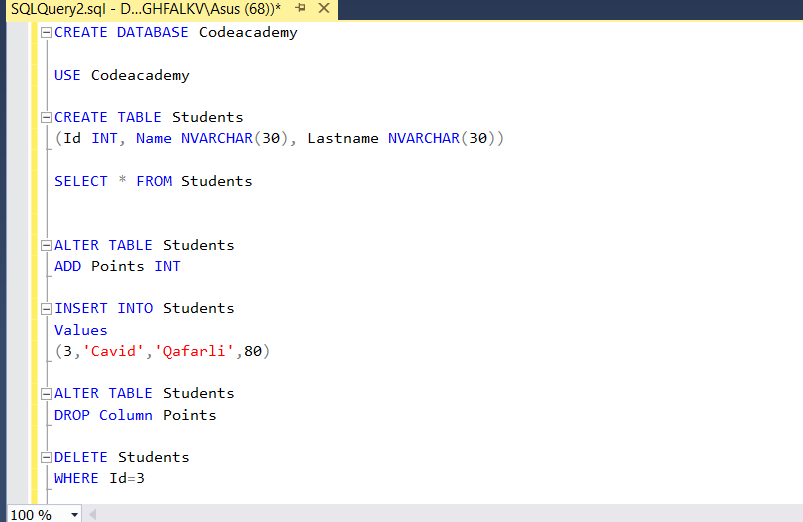 SQLQuery2.sql - D...GHFALKV\Asus (68))*
CREATE DATABASE Codeacademy
USE Codeacademy
CREATE TABLE Students
(Id INT, Name NVARCHAR(30), Lastname NVARCHAR(30))
SELECT * FROM Students
ALTER TABLE Students
ADD Points INT
INSERT INTO Students
Values
(3,'Cavid','Qafarli',80)
ALTER TABLE Students
DROP Column Points
DELETE Students
WHERE Id=3
100 %